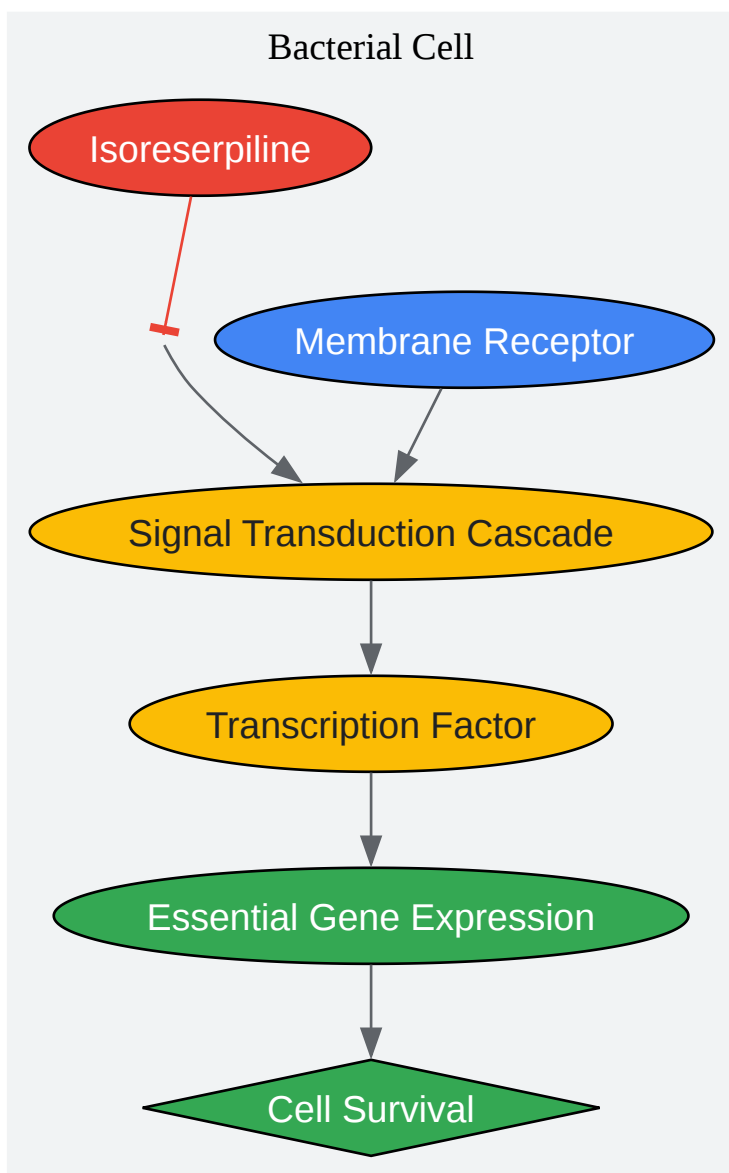 Bacterial Cell
Isoreserpiline
Membrane Receptor
Signal Transduction Cascade
Transcription Factor
Essential Gene Expression
Cell Survival